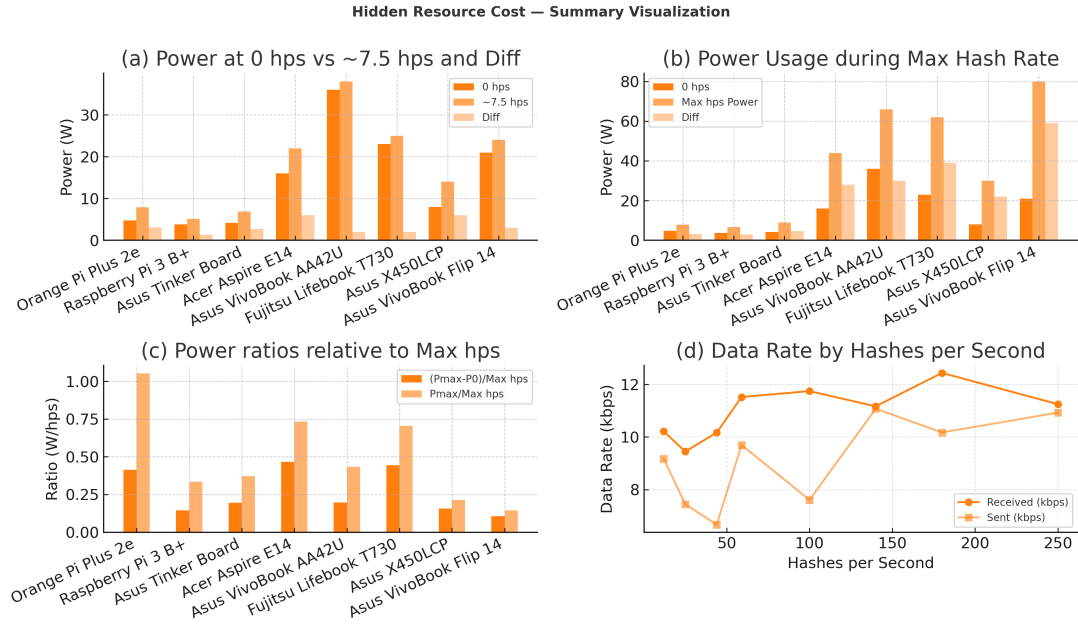 Hidden Resource Cost — Summary Visualization
(a) Power at 0 hps vs ~7.5 hps and Diff
Power (W)
30
20
10
0
0 hps
~7.5 hps
Diff
Orange Pi Plus 2e
Raspberry Pi 3 B+
Asus Tinker Board
Acer Aspire E14
Asus VivoBook AA42U
Fujitsu Lifebook T730
Asus X450LCP
Asus VivoBook Flip 14
(b) Power Usage during Max Hash Rate
Power (W)
80
60
40
20
0
0 hps
Max hps Power
Diff
Orange Pi Plus 2e
Raspberry Pi 3 B+
Asus Tinker Board
Acer Aspire E14
Asus VivoBook AA42U
Fujitsu Lifebook T730
Asus X450LCP
Asus VivoBook Flip 14
(c) Power ratios relative to Max hps
Ratio (W/hps)
1.00
0.75
0.50
0.25
0.00
(Pmax-P0)/Max hps
Pmax/Max hps
Orange Pi Plus 2e
Raspberry Pi 3 B+
Asus Tinker Board
Acer Aspire E14
Asus VivoBook AA42U
Fujitsu Lifebook T730
Asus X450LCP
Asus VivoBook Flip 14
(d) Data Rate by Hashes per Second
Data Rate (kbps)
12
10
8
Received (kbps)
Sent (kbps)
50
100
150
200
250
Hashes per Second